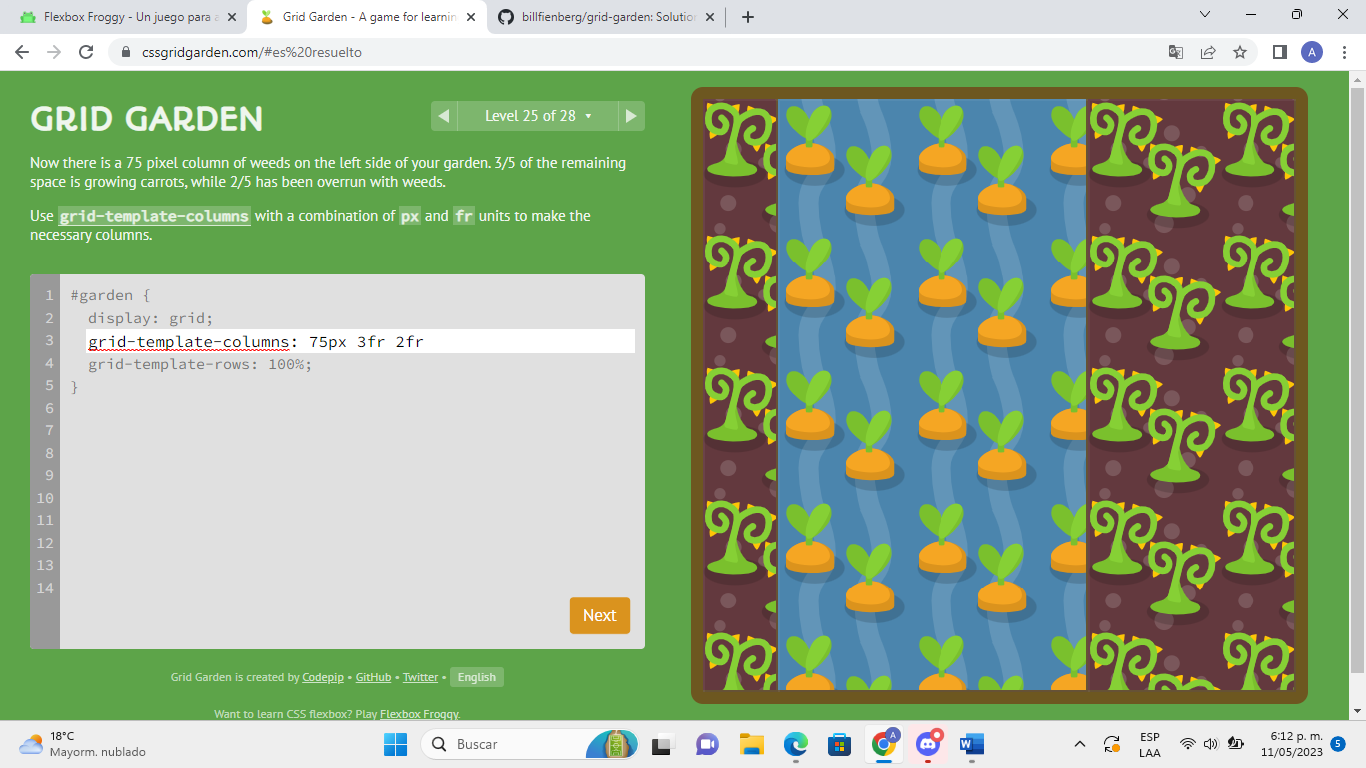 Flexbox Froggy - Un juego para a
Grid Garden - A game for learnin
billfienberg/grid-garden: Solution
cssgridgarden.com/#es%20resuelto
A
GRID GARDEN
Level 25 of 28
Now there is a 75 pixel column of weeds on the left side of your garden. 3/5 of the remaining
space is growing carrots, while 2/5 has been overrun with weeds.
Use grid-template-columns with a combination of px and fr units to make the
necessary columns.
1 #garden {
2 display: grid;
3 grid-template-columns: 75px 3fr 2fr
4 grid-template-rows: 100%;
5 }
6
7
8
9
10
11
12
13
14
Next
Grid Garden is created by Codepip • GitHub • Twitter • English
Want to learn CSS flexbox? Play Flexbox Froggy.
18°C
Mayorm. nublado
Buscar
A
W
ESP
LAA
6:12 p. m.
11/05/2023
5